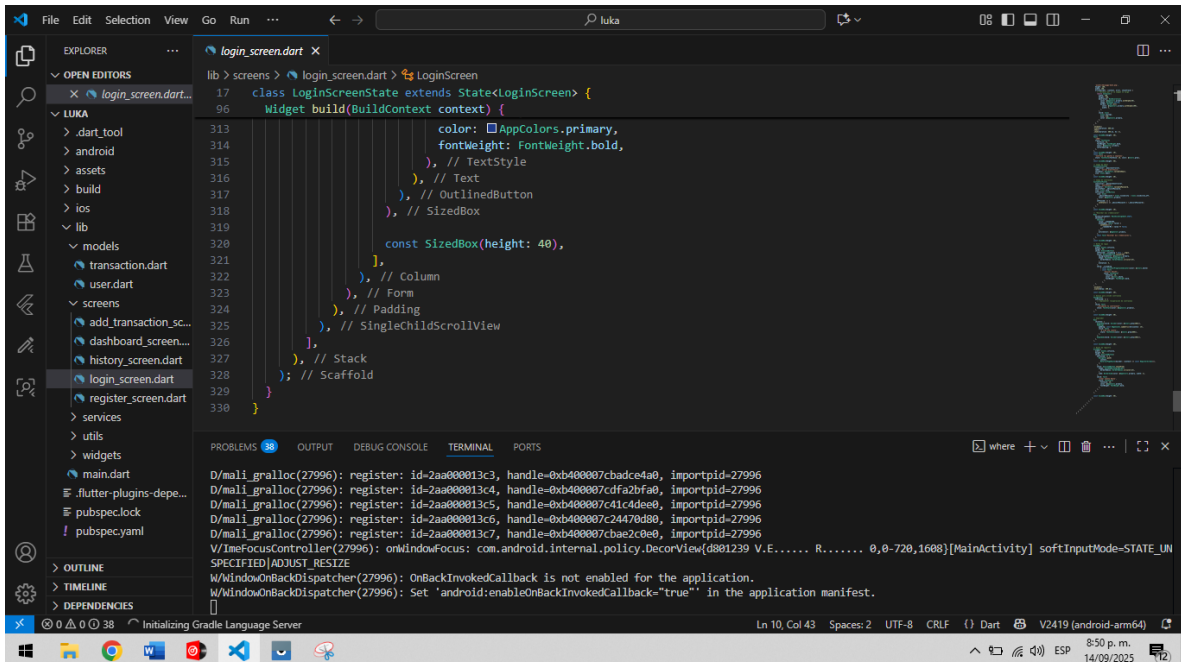 File Edit Selection View Go Run ··· luka
EXPLORER ···
OPEN EDITORS
login_screen.dart...
LUKA
.dart_tool
android
assets
build
ios
lib
models
transaction.dart
user.dart
screens
add_transaction_sc...
dashboard_screen....
history_screen.dart
login_screen.dart
register_screen.dart
services
utils
widgets
main.dart
.flutter-plugins-depe...
pubspec.lock
pubspec.yaml
OUTLINE
TIMELINE
DEPENDENCIES
login_screen.dart
lib > screens > login_screen.dart > LoginScreen
17 class LoginScreenState extends State<LoginScreen> {
96 Widget build(BuildContext context) {
313 color: AppColors.primary,
314 fontWeight: FontWeight.bold,
315 ), // TextStyle
316 ), // Text
317 ), // OutlinedButton
318 ), // SizedBox
319
320 const SizedBox(height: 40),
321 ],
322 ), // Column
323 ), // Form
324 ), // Padding
325 ), // SingleChildScrollView
326 ],
327 ), // Stack
328 ); // Scaffold
329 }
330 }
PROBLEMS 38 OUTPUT DEBUG CONSOLE TERMINAL PORTS where
D/mali_gralloc(27996): register: id=2aa000013c3, handle=0xb400007cbadce4a0, importpid=27996
D/mali_gralloc(27996): register: id=2aa000013c4, handle=0xb400007cdfa2bfa0, importpid=27996
D/mali_gralloc(27996): register: id=2aa000013c5, handle=0xb400007c41c4dee0, importpid=27996
D/mali_gralloc(27996): register: id=2aa000013c6, handle=0xb400007c24470d80, importpid=27996
D/mali_gralloc(27996): register: id=2aa000013c7, handle=0xb400007cbae2c0e0, importpid=27996
V/ImeFocusController(27996): onWindowFocus: com.android.internal.policy.DecorView{d801239 V.E...... R....... 0,0-720,1608}[MainActivity] softInputMode=STATE_UN
SPECIFIED|ADJUST_RESIZE
W/WindowOnBackDispatcher(27996): OnBackInvokedCallback is not enabled for the application.
W/WindowOnBackDispatcher(27996): Set 'android:enableOnBackInvokedCallback="true"' in the application manifest.
0 0 38 Initializing Gradle Language Server Ln 10, Col 43 Spaces: 2 UTF-8 CRLF {} Dart V2419 (android-arm64)
ESP 8:50 p. m.
14/09/2025 12